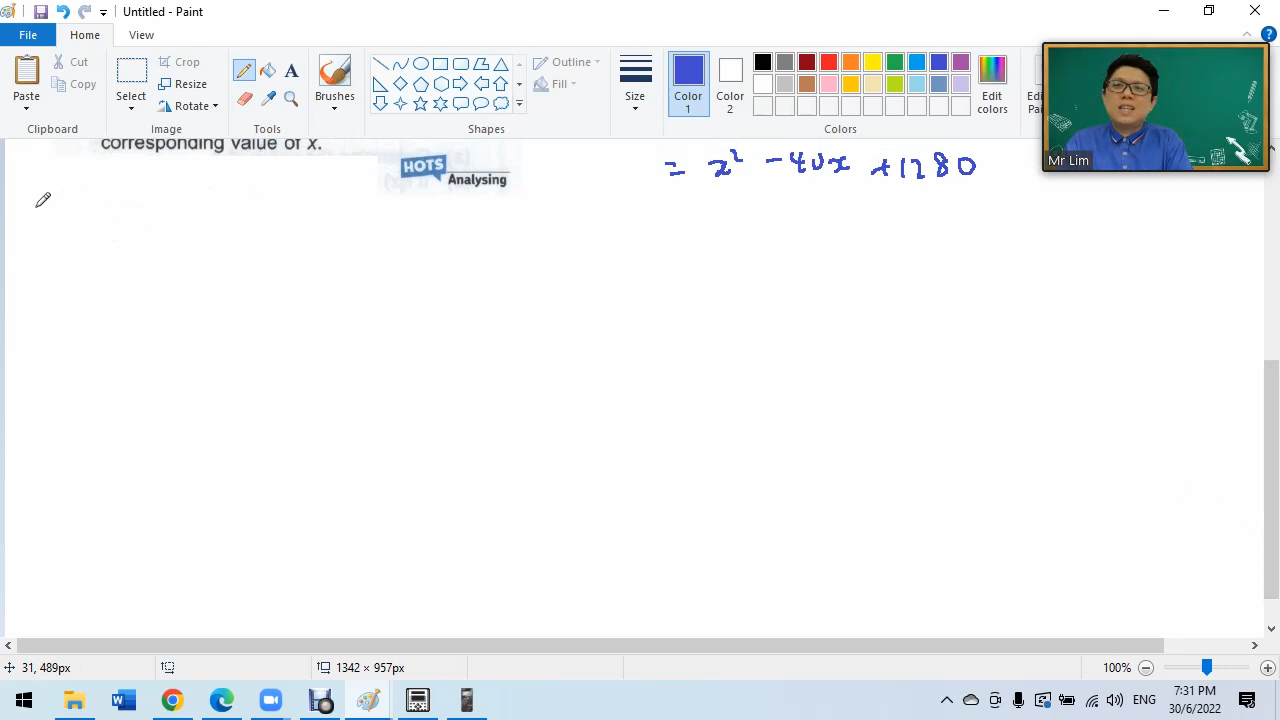 Untitled - Paint
File
Home
View
Paste
Cut
Copy
Clipboard
Select
Crop
Resize
Rotate
Image
A
Tools
Brushes
Shapes
Outline
Fill
Size
Color 1
Color 2
Edit colors
Colors
Mr Lim
corresponding value of x.
HOTS
Analysing
= x² - 40x + 1280
31, 489px
1342 × 957px
100%
ENG
7:31 PM
30/6/2022